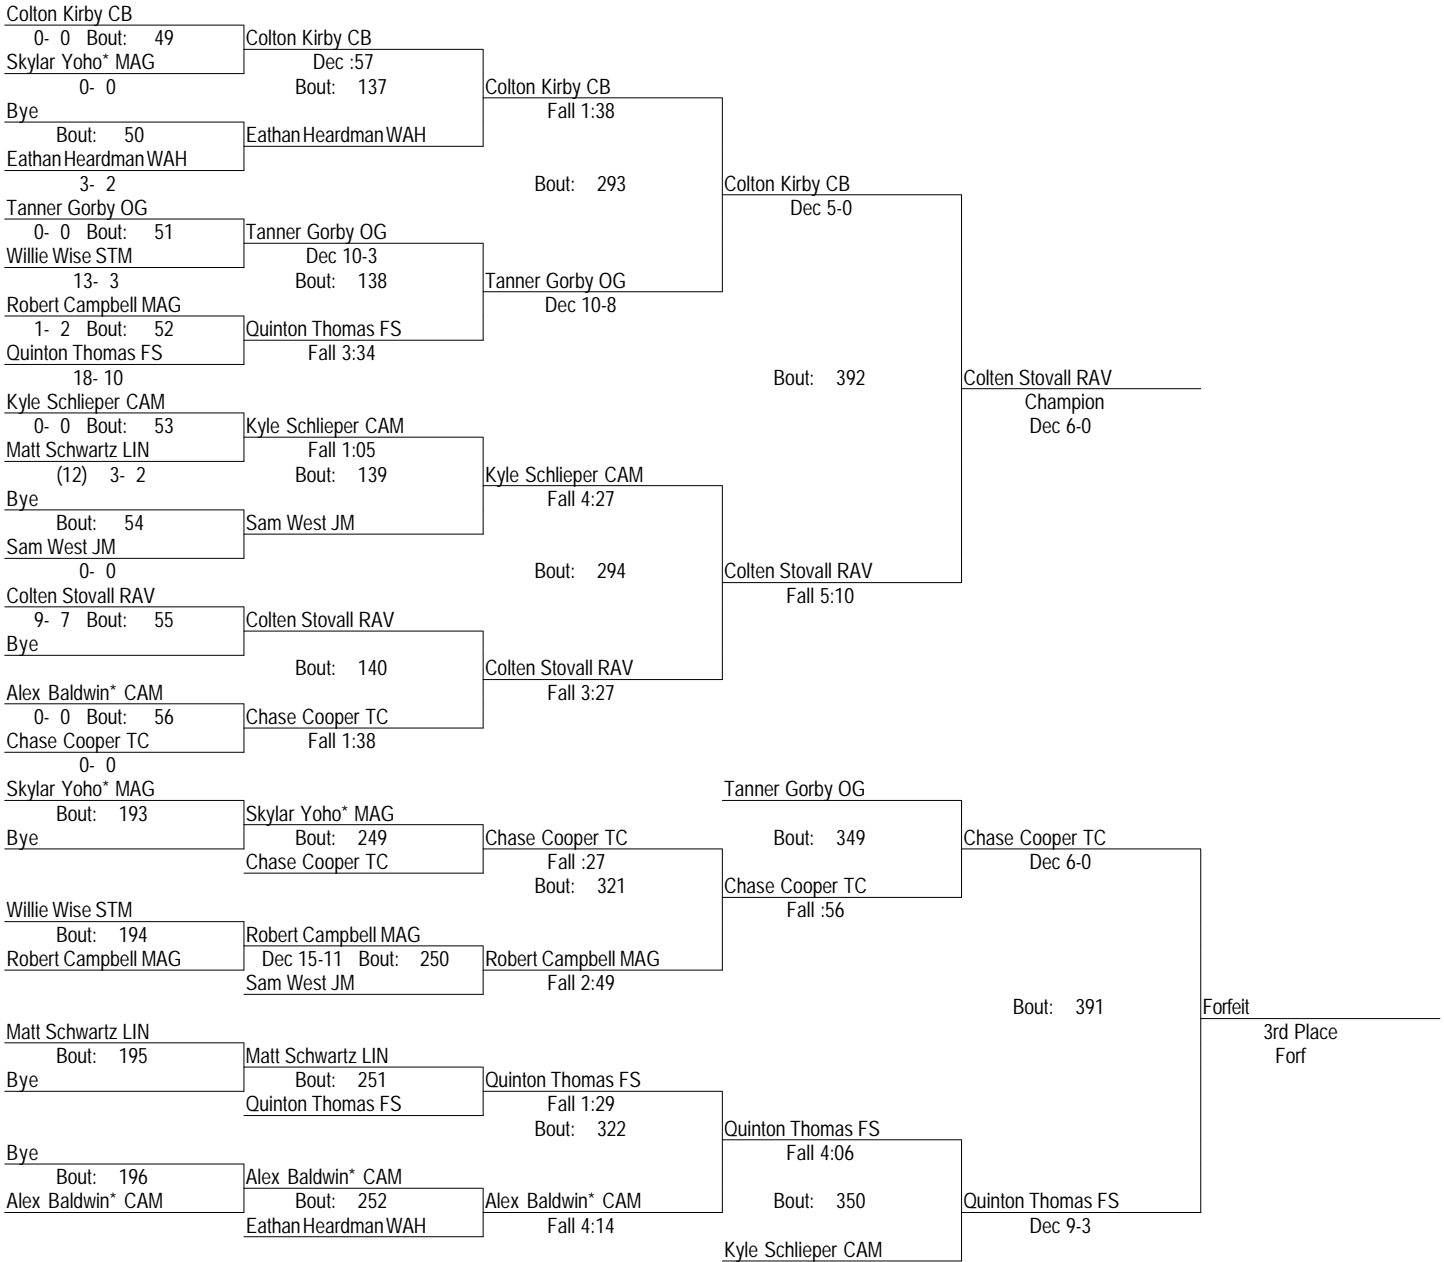 Colton Kirby CB
0- 0 Bout: 49 Colton Kirby CB
Skylar Yoho* MAG Dec :57
0- 0 Bout: 137 Colton Kirby CB
Bye Fall 1:38
Bout: 50 Eathan Heardman WAH
Eathan Heardman WAH
3- 2 Bout: 293 Colton Kirby CB
Tanner Gorby OG Dec 5-0
0- 0 Bout: 51 Tanner Gorby OG
Willie Wise STM Dec 10-3
13- 3 Bout: 138 Tanner Gorby OG
Robert Campbell MAG Dec 10-8
1- 2 Bout: 52 Quinton Thomas FS
Quinton Thomas FS Fall 3:34
18- 10 Bout: 392 Colten Stovall RAV
Kyle Schlieper CAM Champion
0- 0 Bout: 53 Kyle Schlieper CAM Dec 6-0
Matt Schwartz LIN Fall 1:05
(12) 3- 2 Bout: 139 Kyle Schlieper CAM
Bye Fall 4:27
Bout: 54 Sam West JM
Sam West JM
0- 0 Bout: 294 Colten Stovall RAV
Colten Stovall RAV Fall 5:10
9- 7 Bout: 55 Colten Stovall RAV
Bye
Bout: 140 Colten Stovall RAV
Alex Baldwin* CAM Fall 3:27
0- 0 Bout: 56 Chase Cooper TC
Chase Cooper TC Fall 1:38
0- 0
Skylar Yoho* MAG Tanner Gorby OG
Bout: 193 Skylar Yoho* MAG
Bye Bout: 249 Chase Cooper TC Bout: 349 Chase Cooper TC
Chase Cooper TC Fall :27 Dec 6-0
Bout: 321 Chase Cooper TC
Willie Wise STM Fall :56
Bout: 194 Robert Campbell MAG
Robert Campbell MAG Dec 15-11 Bout: 250 Robert Campbell MAG
Sam West JM Fall 2:49
Bout: 391 Forfeit
Matt Schwartz LIN 3rd Place
Bout: 195 Matt Schwartz LIN Forf
Bye Bout: 251 Quinton Thomas FS
Quinton Thomas FS Fall 1:29
Bout: 322 Quinton Thomas FS
Bye Fall 4:06
Bout: 196 Alex Baldwin* CAM
Alex Baldwin* CAM Bout: 252 Alex Baldwin* CAM Bout: 350 Quinton Thomas FS
Eathan Heardman WAH Fall 4:14 Dec 9-3
Kyle Schlieper CAM